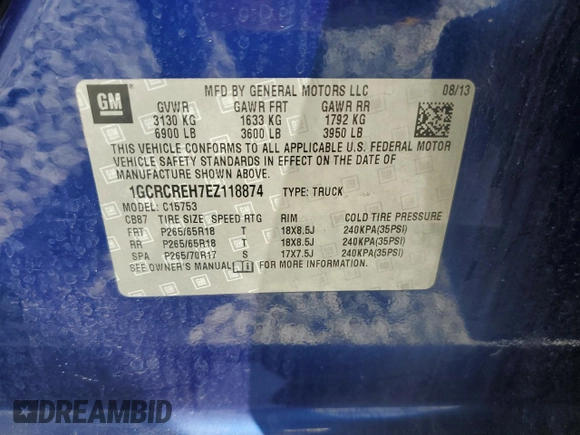 GM
MFD BY GENERAL MOTORS LLC 08/13
GVWR GAWR FRT GAWR RR
3130 KG 1633 KG 1792 KG
6900 LB 3600 LB 3950 LB
THIS VEHICLE CONFORMS TO ALL APPLICABLE U.S. FEDERAL MOTOR
VEHICLE SAFETY STANDARDS IN EFFECT ON THE DATE OF
MANUFACTURE SHOWN ABOVE.
1GCRCREH7EZ118874 TYPE: TRUCK
MODEL: C15753
CB87 TIRE SIZE SPEED RTG RIM COLD TIRE PRESSURE
FRT P265/65R18 T 18X8.5J 240KPA(35PSI)
RR P265/65R18 T 18X8.5J 240KPA(35PSI)
SPA P265/70R17 S 17X7.5J 240KPA(35PSI)
SEE OWNER'S MANUAL i FOR MORE INFORMATION.
DREAMBID